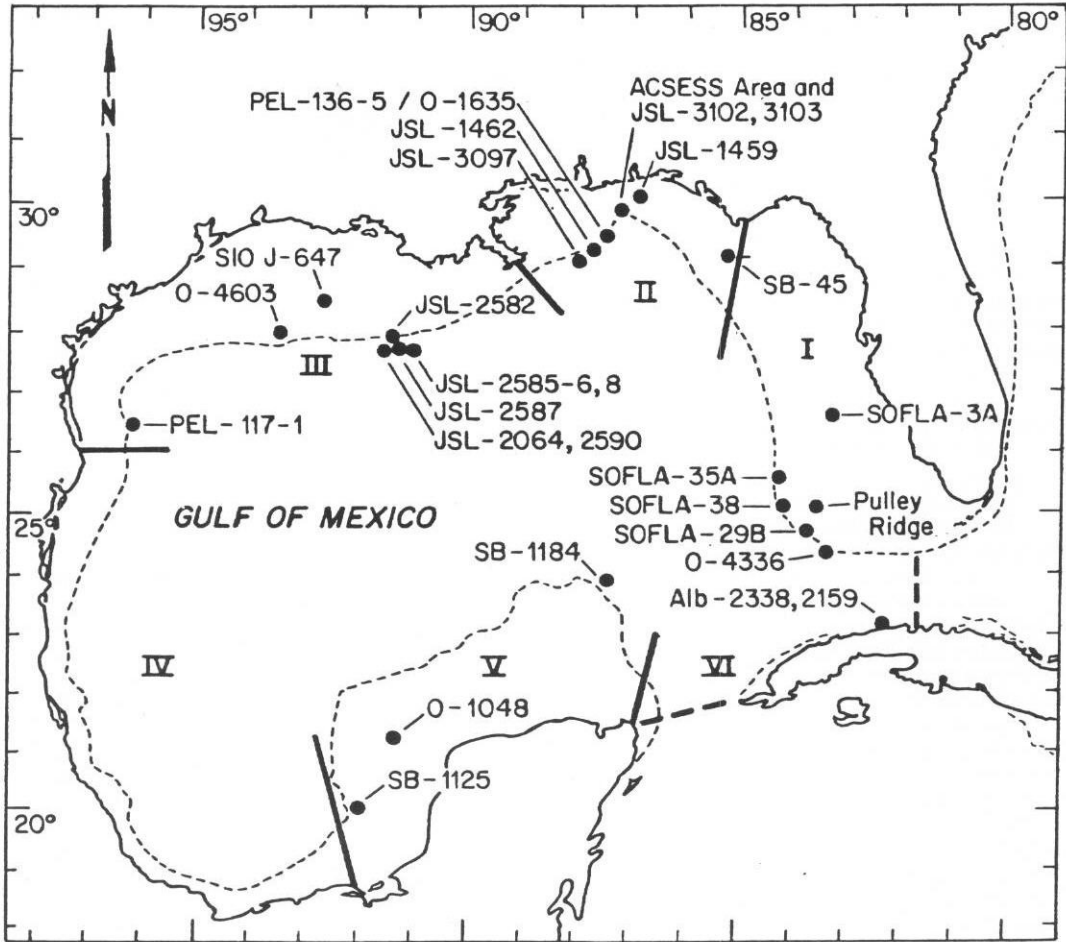 95°
90°
85°
80°
N
PEL-136-5 / O-1635
JSL-1462
JSL-3097
ACSESS Area and
JSL-3102, 3103
JSL-1459
30°
SIO J-647
O-4603
JSL-2582
II
SB-45
I
III
JSL-2585-6, 8
JSL-2587
JSL-2064, 2590
SOFLA-3A
PEL-117-1
SOFLA-35A
SOFLA-38
SOFLA-29B
O-4336
Pulley
Ridge
25°
GULF OF MEXICO
SB-1184
Alb-2338, 2159
IV
V
VI
O-1048
SB-1125
20°